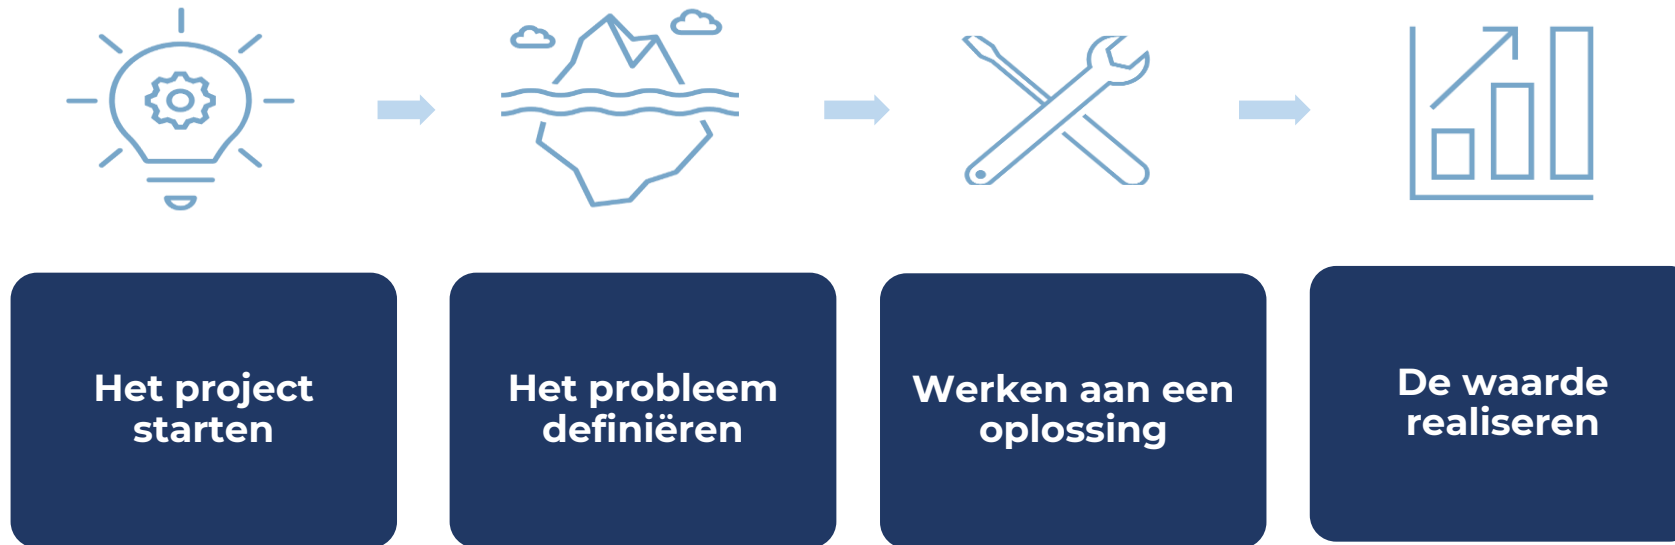 Het project
starten
Het probleem
definiëren
Werken aan een
oplossing
De waarde
realiseren